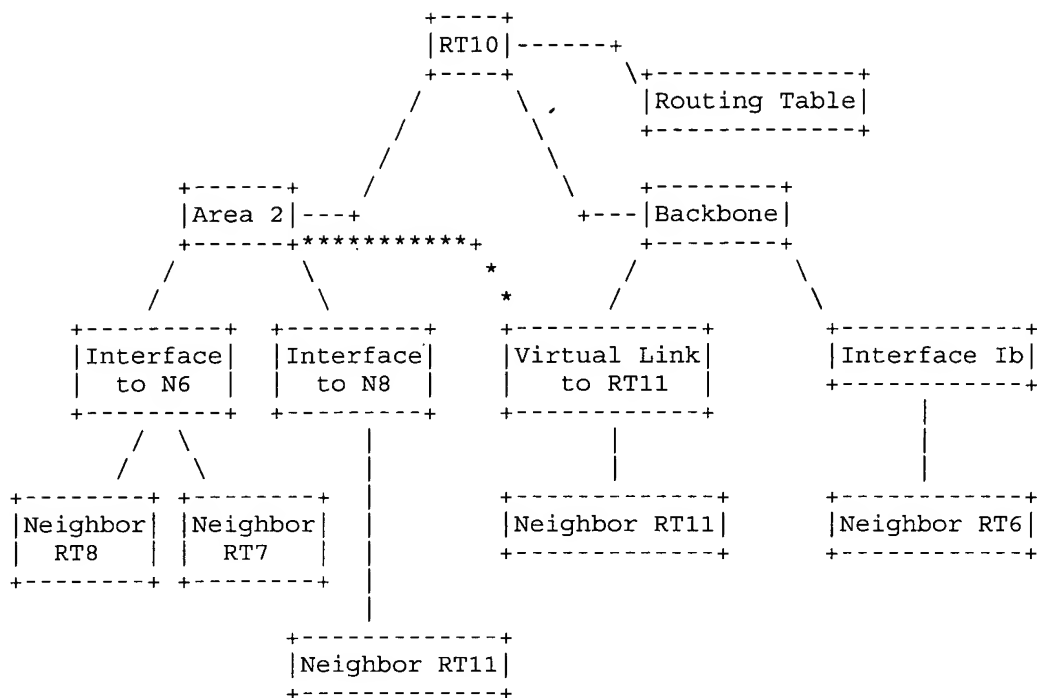 RT10
Routing Table
Area 2
Backbone
Interface
to N6
Interface
to N8
Virtual Link
to RT11
Interface Ib
Neighbor
RT8
Neighbor
RT7
Neighbor RT11
Neighbor RT6
Neighbor RT11